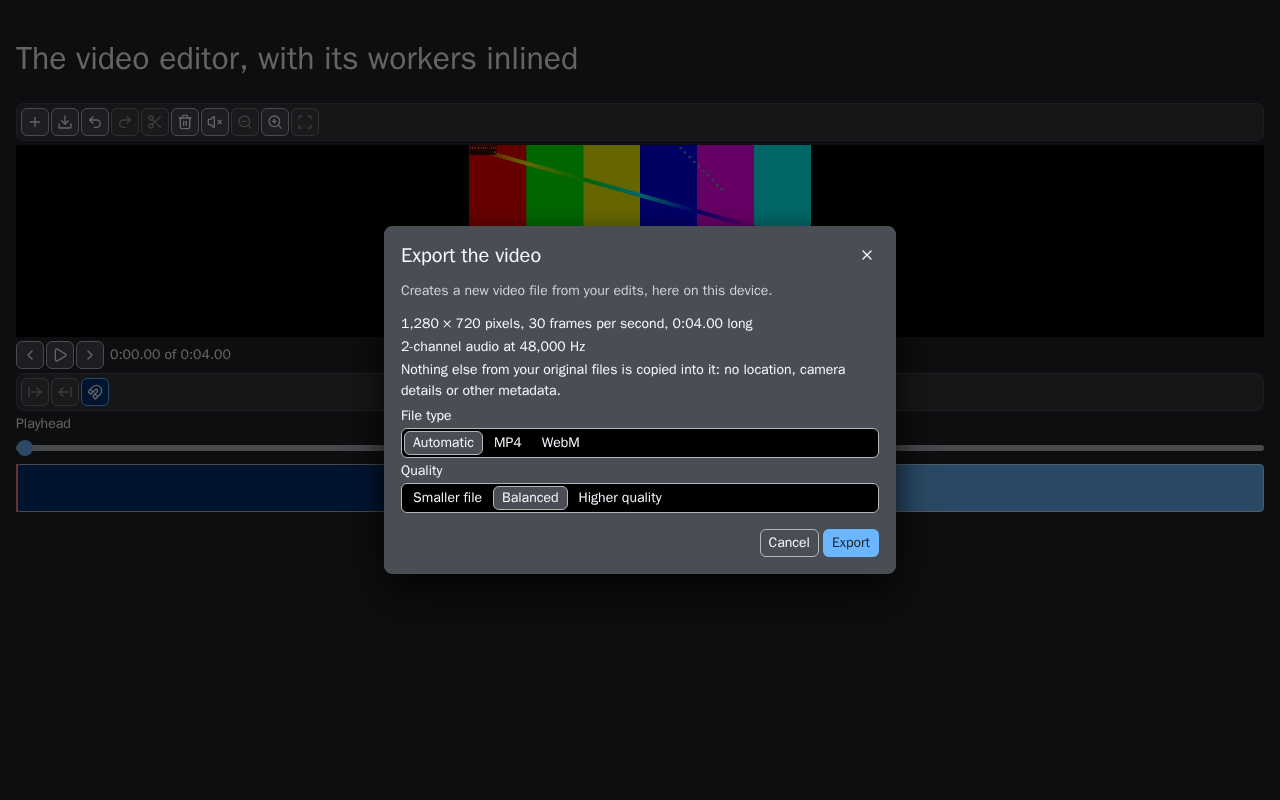 The video editor, with its workers inlined
Export the video
Creates a new video file from your edits, here on this device.
1,280 × 720 pixels, 30 frames per second, 0:04.00 long
2-channel audio at 48,000 Hz
Nothing else from your original files is copied into it: no location, camera
details or other metadata.
File type
Automatic MP4 WebM
Quality
Smaller file Balanced Higher quality
Cancel Export
0:00.00 of 0:04.00
Playhead